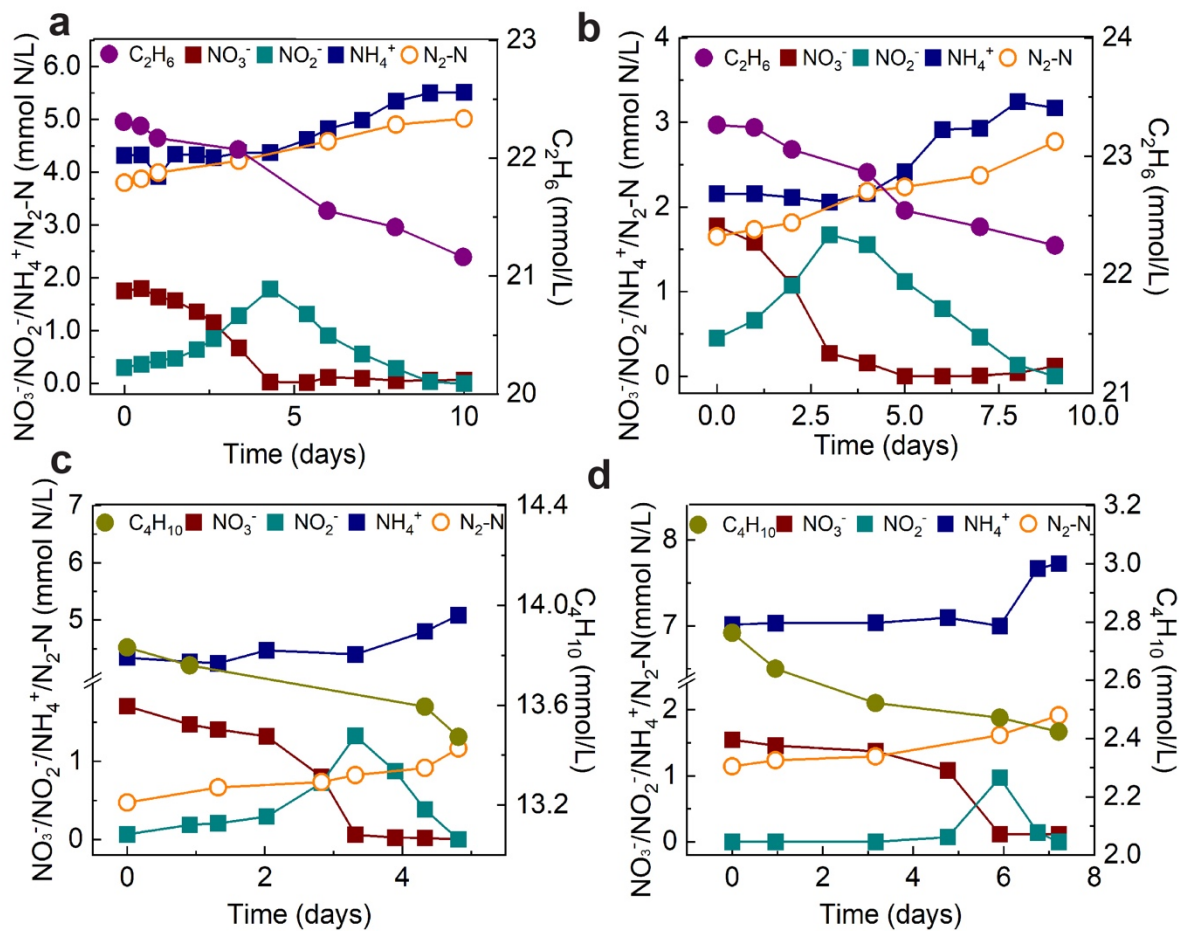 a
C₂H₆ NO₃⁻ NO₂⁻ NH₄⁺ N₂-N
NO₃⁻/NO₂⁻/NH₄⁺/N₂-N (mmol N/L)
6.0
5.0
4.0
3.0
2.0
1.0
0.0
23
22
21
20
C₂H₆ (mmol/L)
0 5 10
Time (days)
b
C₂H₆ NO₃⁻ NO₂⁻ NH₄⁺ N₂-N
NO₃⁻/NO₂⁻/NH₄⁺/N₂-N (mmol N/L)
4
3
2
1
0
24
23
22
21
C₂H₆ (mmol/L)
0.0 2.5 5.0 7.5 10.0
Time (days)
c
C₄H₁₀ NO₃⁻ NO₂⁻ NH₄⁺ N₂-N
NO₃⁻/NO₂⁻/NH₄⁺/N₂-N (mmol N/L)
7
5
1
0
14.4
14.0
13.6
13.2
C₄H₁₀ (mmol/L)
0 2 4
Time (days)
d
C₄H₁₀ NO₃⁻ NO₂⁻ NH₄⁺ N₂-N
NO₃⁻/NO₂⁻/NH₄⁺/N₂-N(mmol N/L)
8
7
2
1
0
3.2
3.0
2.8
2.6
2.4
2.2
2.0
C₄H₁₀ (mmol/L)
0 2 4 6 8
Time (days)